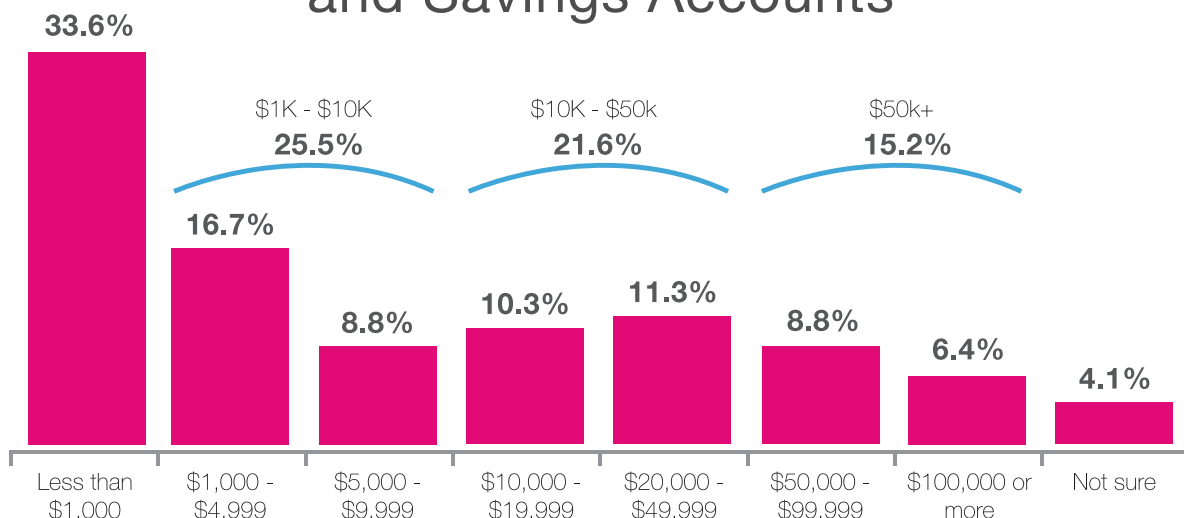 and Savings Accounts
33.6%
$1K - $10K
25.5%
$10K - $50k
21.6%
$50k+
15.2%
16.7%
8.8%
10.3%
11.3%
8.8%
6.4%
4.1%
Less than
$1,000
$1,000 -
$4,999
$5,000 -
$9,999
$10,000 -
$19,999
$20,000 -
$49,999
$50,000 -
$99,999
$100,000 or
more
Not sure